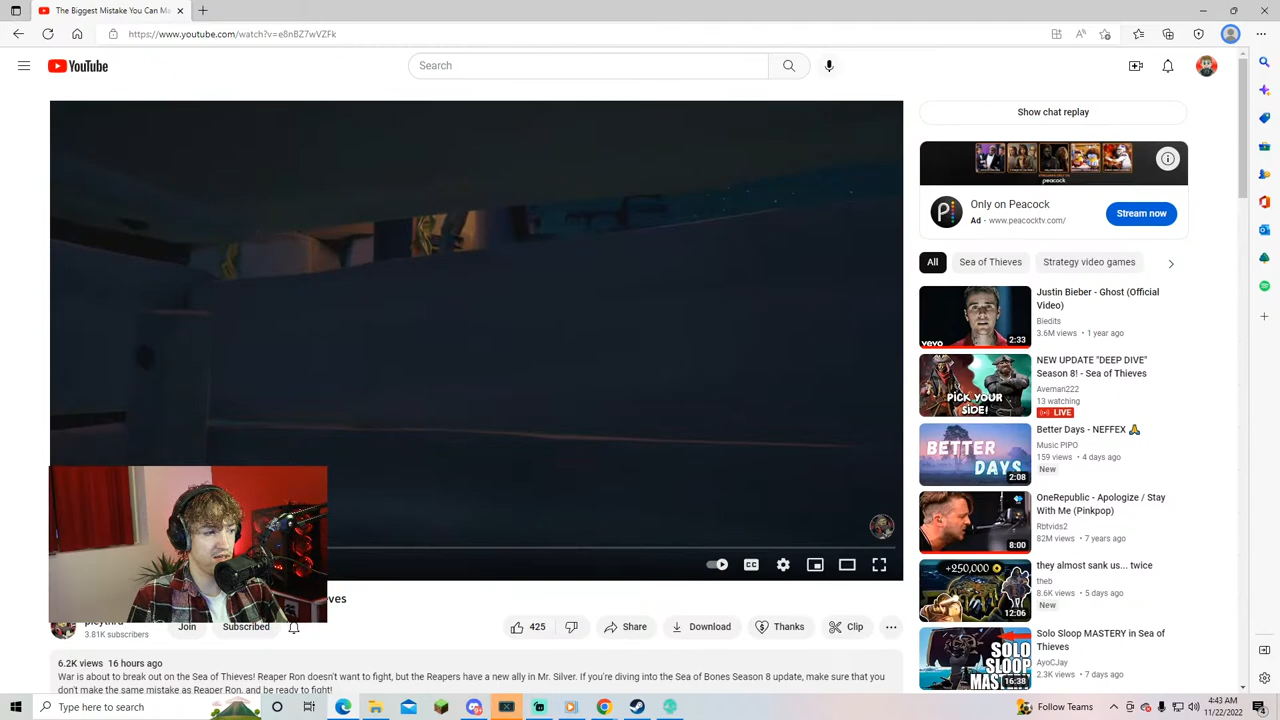 The Biggest Mistake You Can Ma
https://www.youtube.com/watch?v=e8nBZ7wVZFk
YouTube
Search
Show chat replay
peacock
Only on Peacock
Ad · www.peacocktv.com/
Stream now
All
Sea of Thieves
Strategy video games
Justin Bieber - Ghost (Official
Video)
Biedits
3.6M views • 1 year ago
vevo
2:33
NEW UPDATE "DEEP DIVE"
Season 8! - Sea of Thieves
Aveman222
13 watching
LIVE
PICK YOUR
SIDE!
Better Days - NEFFEX 🙏
Music PIPO
159 views • 4 days ago
New
BETTER
DAYS
2:08
OneRepublic - Apologize / Stay
With Me (Pinkpop)
Rbtvids2
82M views • 7 years ago
8:00
they almost sank us... twice
theb
8.6K views • 5 days ago
New
+250,000
12:06
Solo Sloop MASTERY in Sea of
Thieves
AyoCJay
2.3K views • 7 days ago
SOLO
SLOOP
MASTERY
16:38
CC
3.81K subscribers
Join
Subscribed
425
Share
Download
Thanks
Clip
6.2K views 16 hours ago
War is about to break out on the Sea of Thieves! Reaper Ron doesn't want to fight, but the Reapers have a new ally in Mr. Silver. If you're diving into the Sea of Bones Season 8 update, make sure that you
don't make the same mistake as Reaper Ron, and be ready to fight!
Type here to search
Follow Teams
4:43 AM
11/22/2022
4